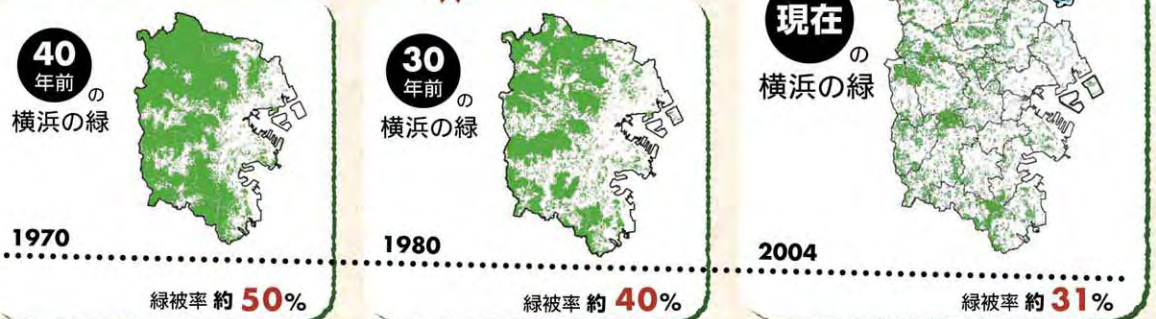 40
年前の
横浜の緑
1970
緑被率 約 50%
30
年前の
横浜の緑
1980
緑被率 約 40%
現在の
横浜の緑
2004
緑被率 約 31%